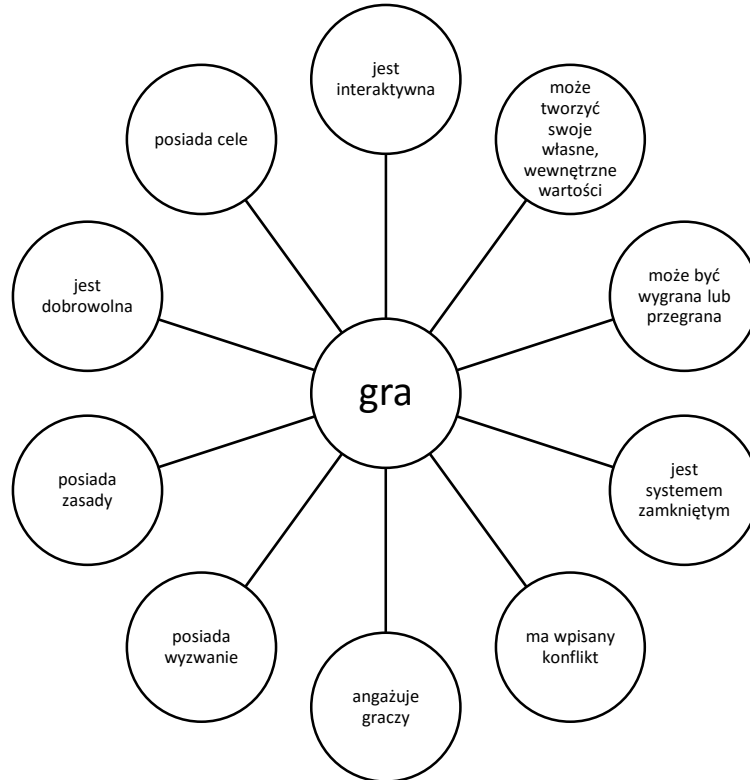 jest
interaktywna
może
tworzyć
swoje
własne,
wewnętrzne
wartości
może być
wygrana lub
przegrana
jest
systemem
zamkniętym
ma wpisany
konflikt
angażuje
graczy
posiada
wyzwanie
posiada
zasady
jest
dobrowolna
posiada cele
gra